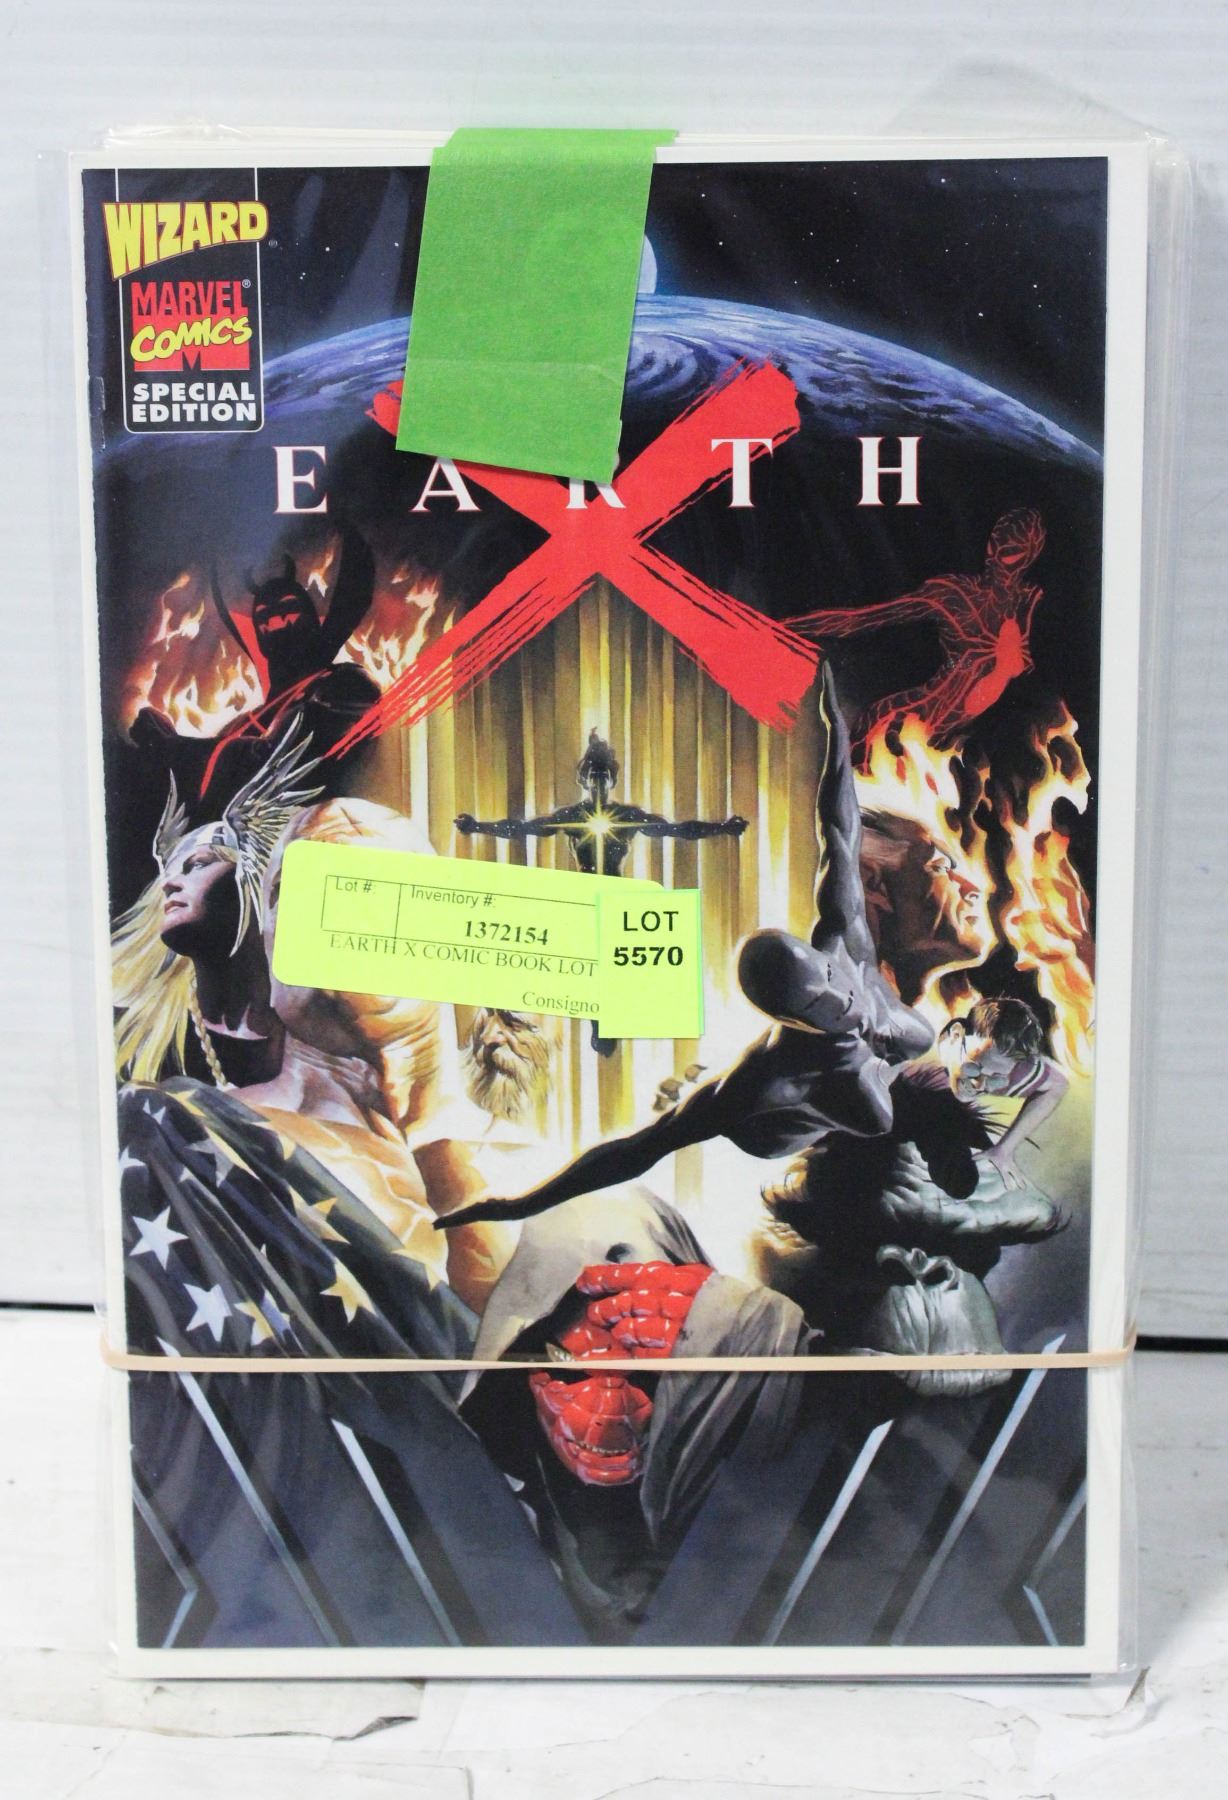 WIZARD
MARVEL®
COMICS
SPECIAL
EDITION
EARTH
X
Lot #: Inventory #:
1372154
EARTH X COMIC BOOK LOT
Consigno
LOT
5570